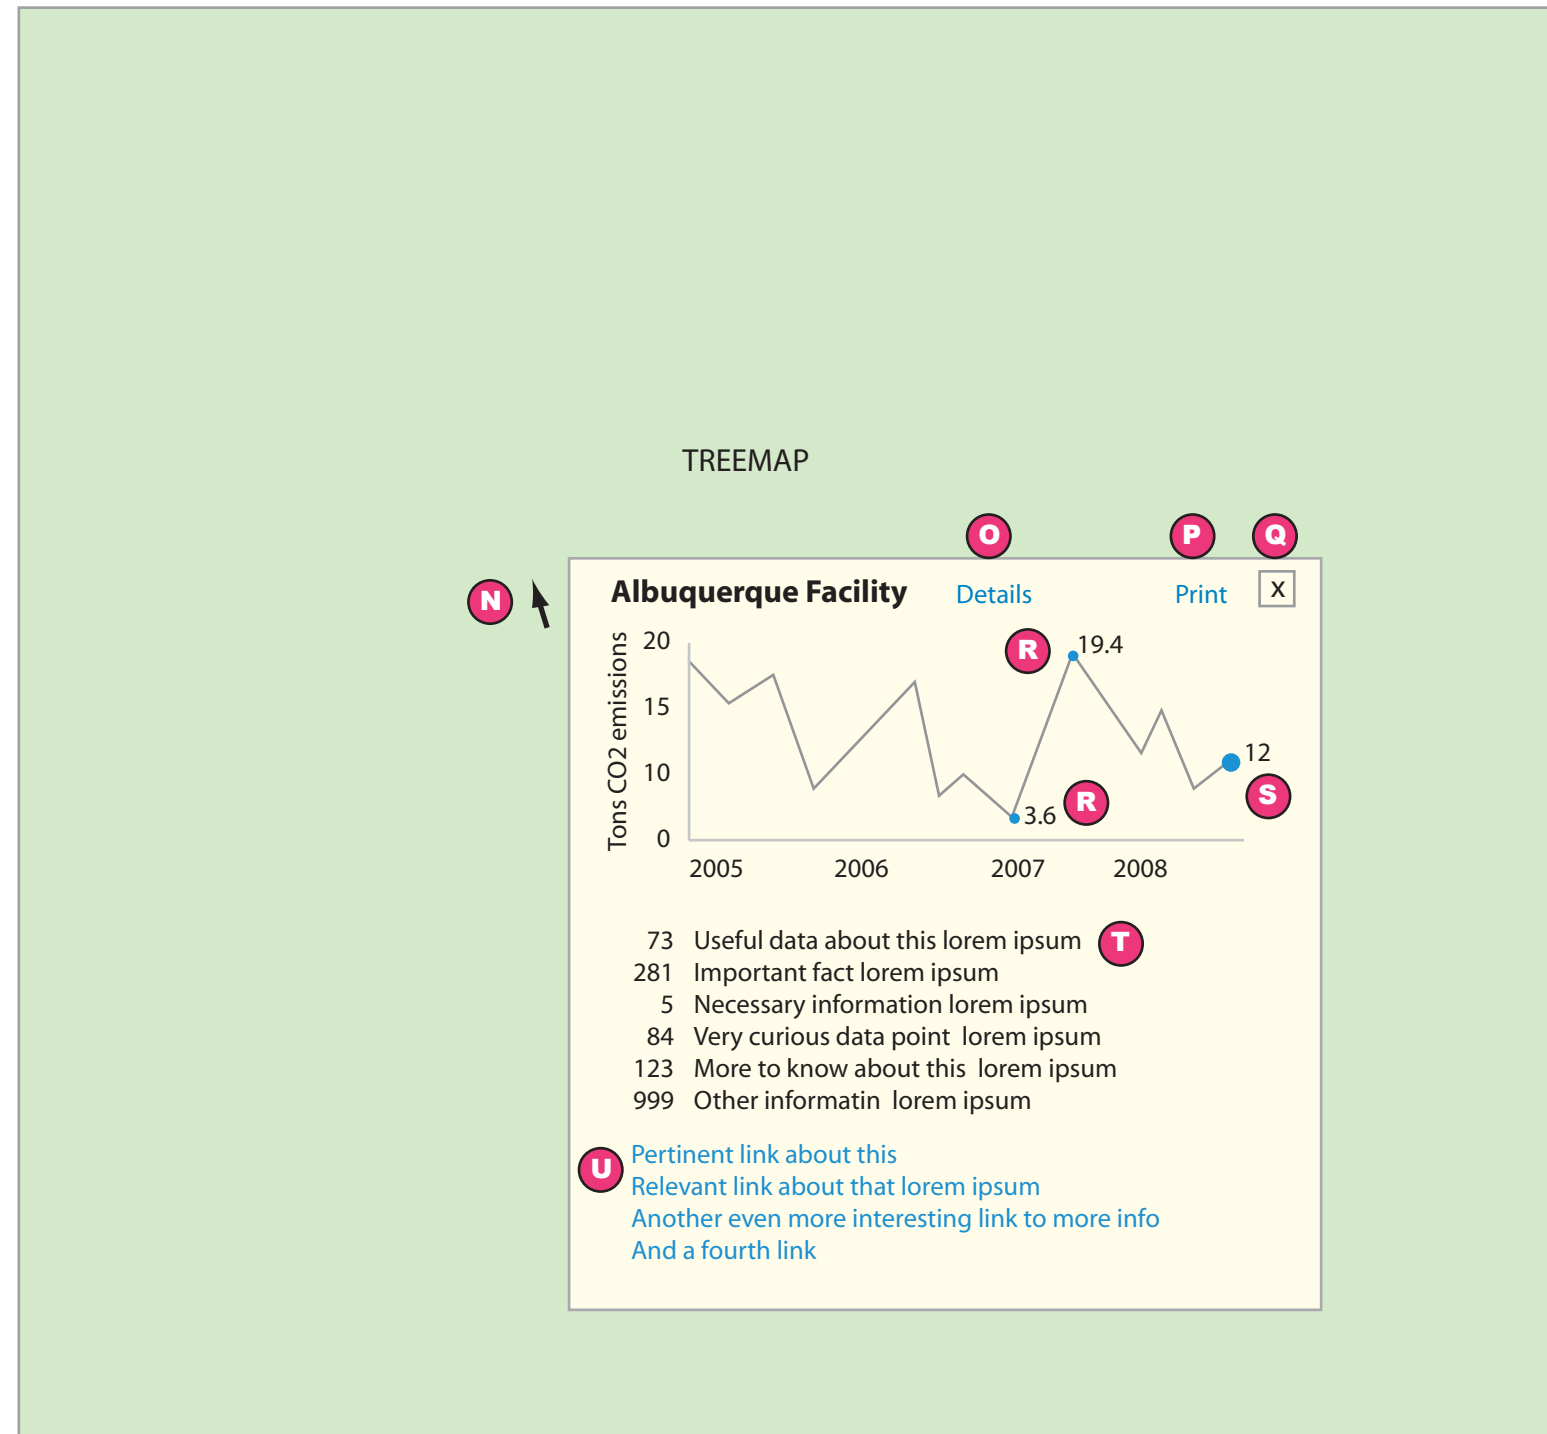 TREEMAP
O
P
Q
N
Albuquerque Facility
Details
Print
X
Tons CO2 emissions
20
15
10
0
R
19.4
12
S
R
3.6
2005
2006
2007
2008
73 Useful data about this lorem ipsum
T
281 Important fact lorem ipsum
5 Necessary information lorem ipsum
84 Very curious data point lorem ipsum
123 More to know about this lorem ipsum
999 Other informatin lorem ipsum
U
Pertinent link about this
Relevant link about that lorem ipsum
Another even more interesting link to more info
And a fourth link